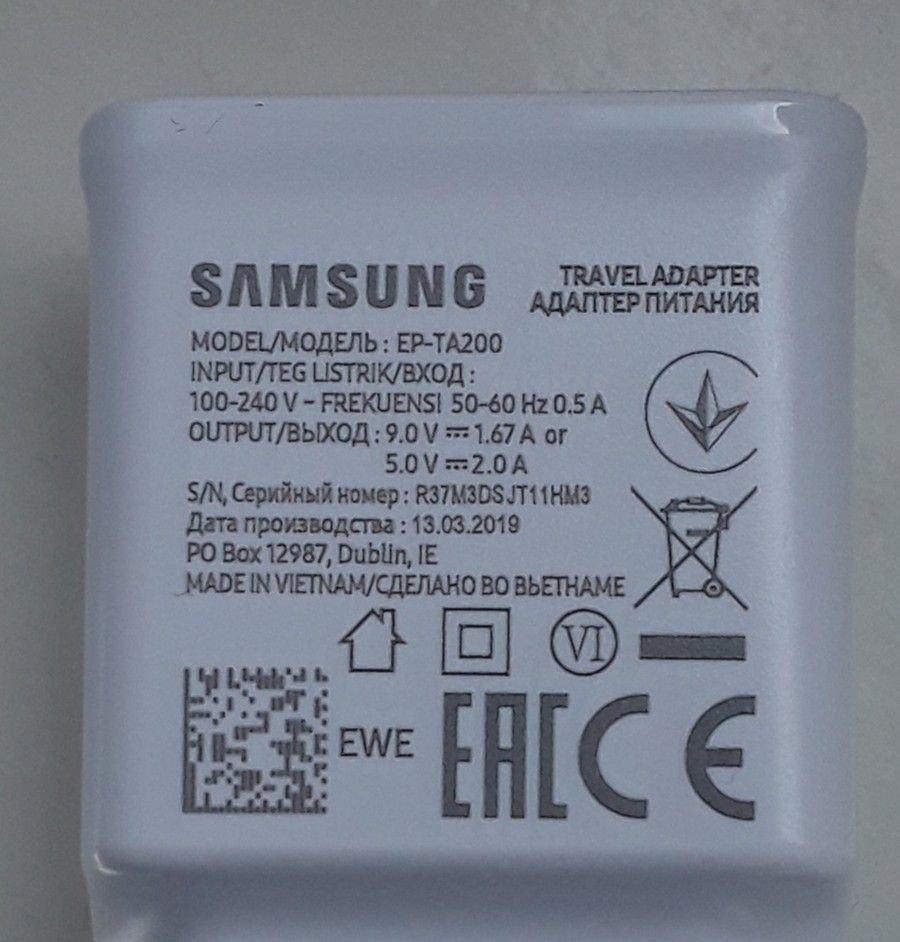 SAMSUNG
TRAVEL ADAPTER
АДАПТЕР ПИТАНИЯ
MODEL/МОДЕЛЬ : EP-TA200
INPUT/TEG LISTRIK/ВХОД :
100-240 V ~ FREKUENSI 50-60 Hz 0.5 A
OUTPUT/ВЫХОД : 9.0 V ⎓ 1.67 A or
5.0 V ⎓ 2.0 A
S/N, Серийный номер : R37M3DSJT11HM3
Дата производства : 13.03.2019
PO Box 12987, Dublin, IE
MADE IN VIETNAM/СДЕЛАНО ВО ВЬЕТНАМЕ
VI
EWE
EAC CE